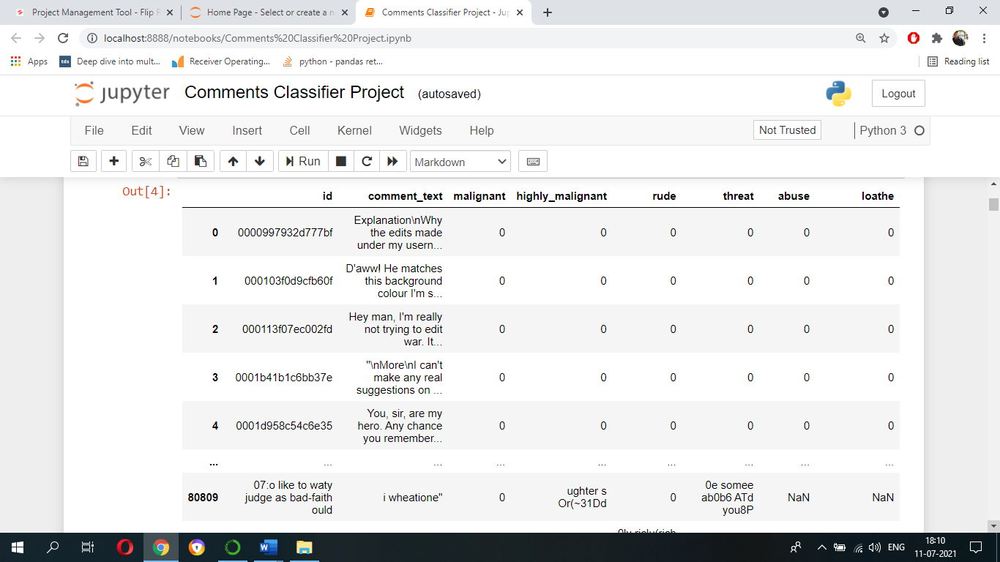 Project Management Tool - Flip R
Home Page - Select or create a n
Comments Classifier Project - Jup
localhost:8888/notebooks/Comments%20Classifier%20Project.ipynb
Apps
tds
Deep dive into mult...
Receiver Operating...
python - pandas ret...
Reading list
jupyter
Comments Classifier Project
(autosaved)
Logout
File
Edit
View
Insert
Cell
Kernel
Widgets
Help
Not Trusted
Python 3
Run
Markdown
Out[4]:
id comment_text malignant highly_malignant rude threat abuse loathe
Explanation\nWhy
0 0000997932d777bf the edits made 0 0 0 0 0 0
under my usern...
D'aww! He matches
1 000103f0d9cfb60f this background 0 0 0 0 0 0
colour I'm s...
Hey man, I'm really
2 000113f07ec002fd not trying to edit 0 0 0 0 0 0
war. It...
"\nMore\nI can't
3 0001b41b1c6bb37e make any real 0 0 0 0 0 0
suggestions on ...
You, sir, are my
4 0001d958c54c6e35 hero. Any chance 0 0 0 0 0 0
you remember...
... ... ... ... ... ... ... ... ...
80809
07:o like to waty
judge as bad-faith
ould
i wheatione"
0
ughter s
Or(~31Dd
0
0e somee
ab0b6 ATd
you8P
NaN
NaN
ENG
18:10
11-07-2021